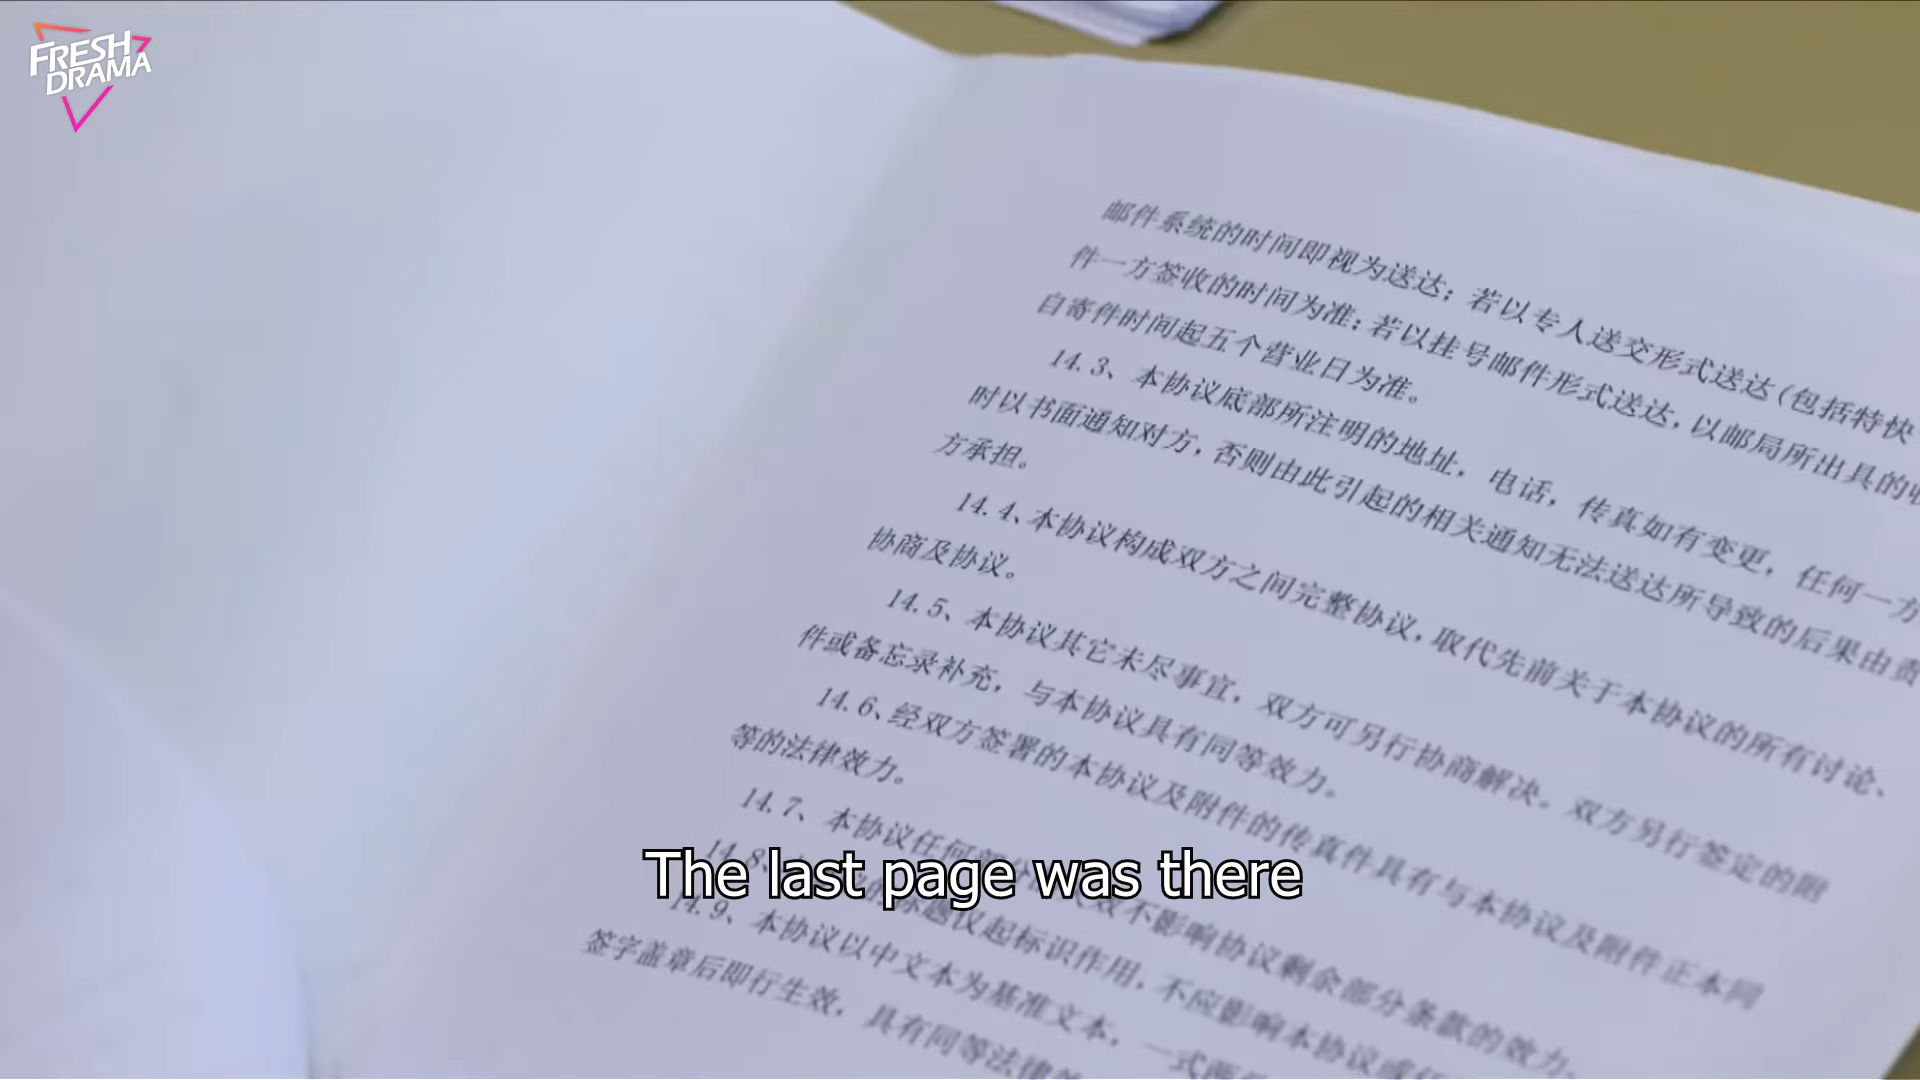 FRESH
DRAMA
邮件系统的时间即视为送达；若以专人送交形式送达(包括特快
件一方签收的时间为准；若以挂号邮件形式送达，以邮局所出具的收
自寄件时间起五个营业日为准。
14.3、本协议底部所注明的地址，电话，传真如有变更，任何一方
时以书面通知对方，否则由此引起的相关通知无法送达所导致的后果由责
方承担。
14.4、本协议构成双方之间完整协议，取代先前关于本协议的所有讨论、
协商及协议。
14.5、本协议其它未尽事宜，双方可另行协商解决。双方另行签定的附
件或备忘录补充，与本协议具有同等效力。
14.6、经双方签署的本协议及附件的传真件具有与本协议及附件正本同
等的法律效力。
14.7、本协议任何部分 效不影响协议剩余部分条款的效力。
14.8、 的标题仅起标识作用，不应影响本协议或任
14.9、本协议以中文本为基准文本，一式两
签字盖章后即行生效，具有同等法律效
The last page was there